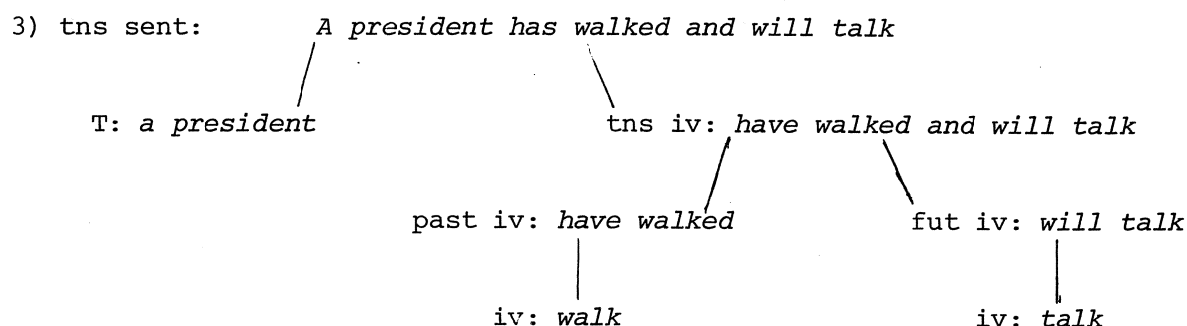 3) tns sent: A president has walked and will talk
T: a president tns iv: have walked and will talk
past iv: have walked fut iv: will talk
iv: walk iv: talk